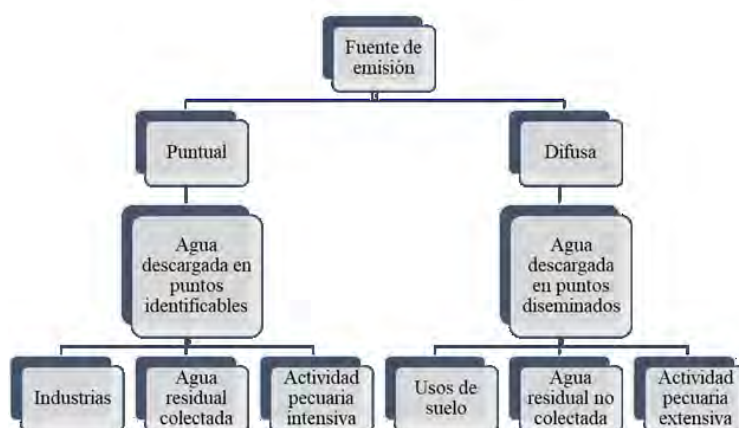 Fuente de
emisión
Puntual
Difusa
Agua
descargada en
puntos
identificables
Agua
descargada
en puntos
diseminados
Industrias
Agua
residual
colectada
Actividad
pecuaria
intensiva
Usos de
suelo
Agua
residual no
colectada
Actividad
pecuaria
extensiva